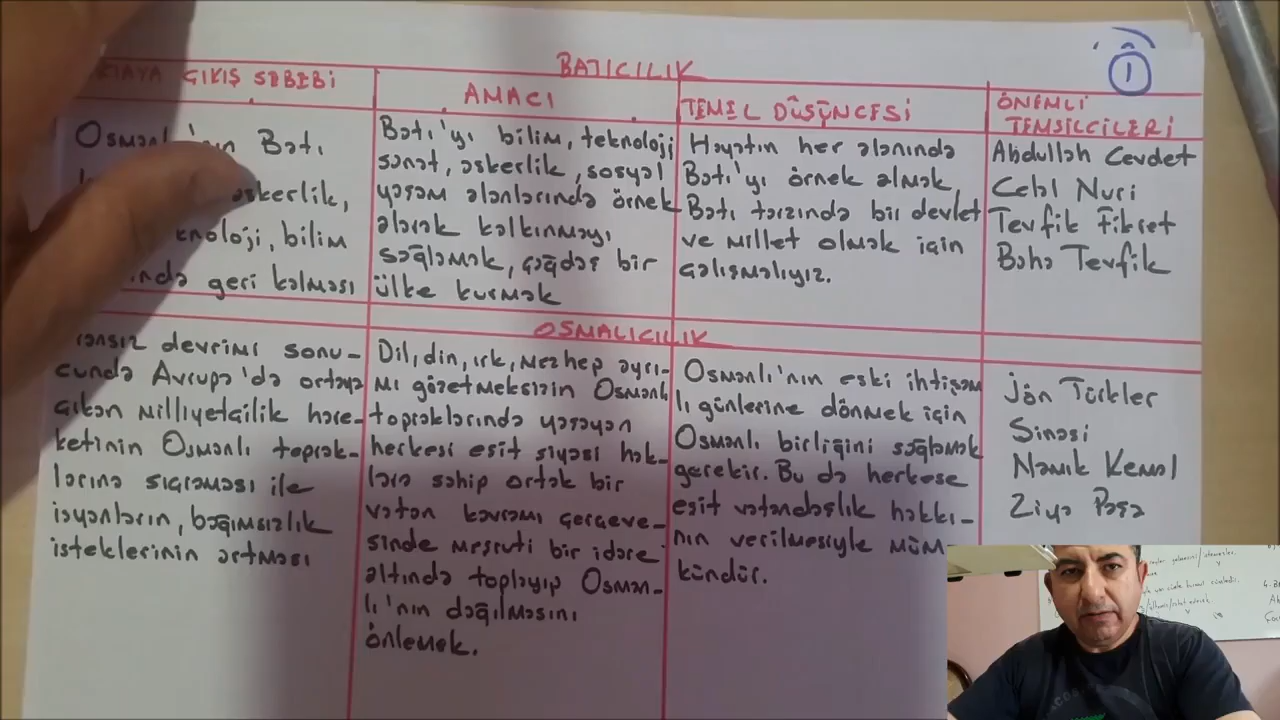 BATICILIK
1
ÇIKIŞ SEBEBİ
AMACI
TEMEL DÜŞÜNCESİ
ÖNEMLİ
TEMSİLCİLERİ
Batı
askerlik,
bilim
geri kalması
Batı'yı bilim, teknoloji
sanat, askerlik, sosyal
yaşam alanlarında örnek
alarak kalkınmayı
sağlamak, çağdaş bir
ülke kurmak
Hayatın her alanında
Batı'yı örnek almak,
Batı tarzında bir devlet
ve millet olmak için
çalışmalıyız.
Abdullah Cevdet
Celal Nuri
Tevfik Fikret
Baha Tevfik
OSMALICILIK
devrimi sonu-
cunda Avrupa'da ortaya
çıkan milliyetçilik hare-
ketinin Osmanlı toprak-
larına sıçraması ile
isyanların, bağımsızlık
isteklerinin artması
Dil, din, ırk, mezhep ayrı-
mı gözetmeksizin Osmanlı
topraklarında yaşayan
herkesi eşit siyasi hak-
lara sahip ortak bir
vatan kavramı çerçeve-
sinde meşruti bir idare
altında toplayıp Osman-
lı'nın dağılmasını
önlemek.
Osmanlı'nın eski ihtişam
lı günlerine dönmek için
Osmanlı birliğini sağlamak
gerekir. Bu da herkese
eşit vatandaşlık hakkı-
nın verilmesiyle müm
kündür.
Jön Türkler
Şinasi
Namık Kemal
Ziya Paşa